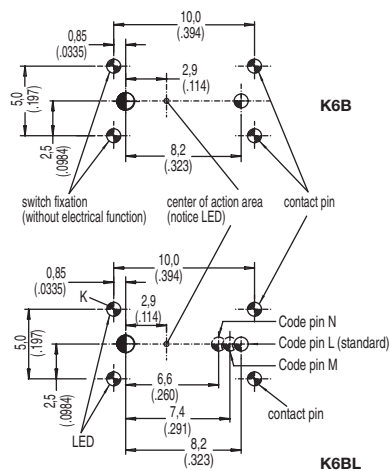 10,0
(.394)
0,85
(.0335)
2,9
(.114)
K6B
5,0
(.197)
2,5
(.0984)
8,2
(.323)
switch fixation
(without electrical function)
center of action area
(notice LED)
contact pin
10,0
(.394)
0,85
(.0335)
K
2,9
(.114)
Code pin N
Code pin L (standard)
Code pin M
5,0
(.197)
2,5
(.0984)
6,6
(.260)
LED
7,4
(.291)
contact pin
8,2
(.323)
K6BL